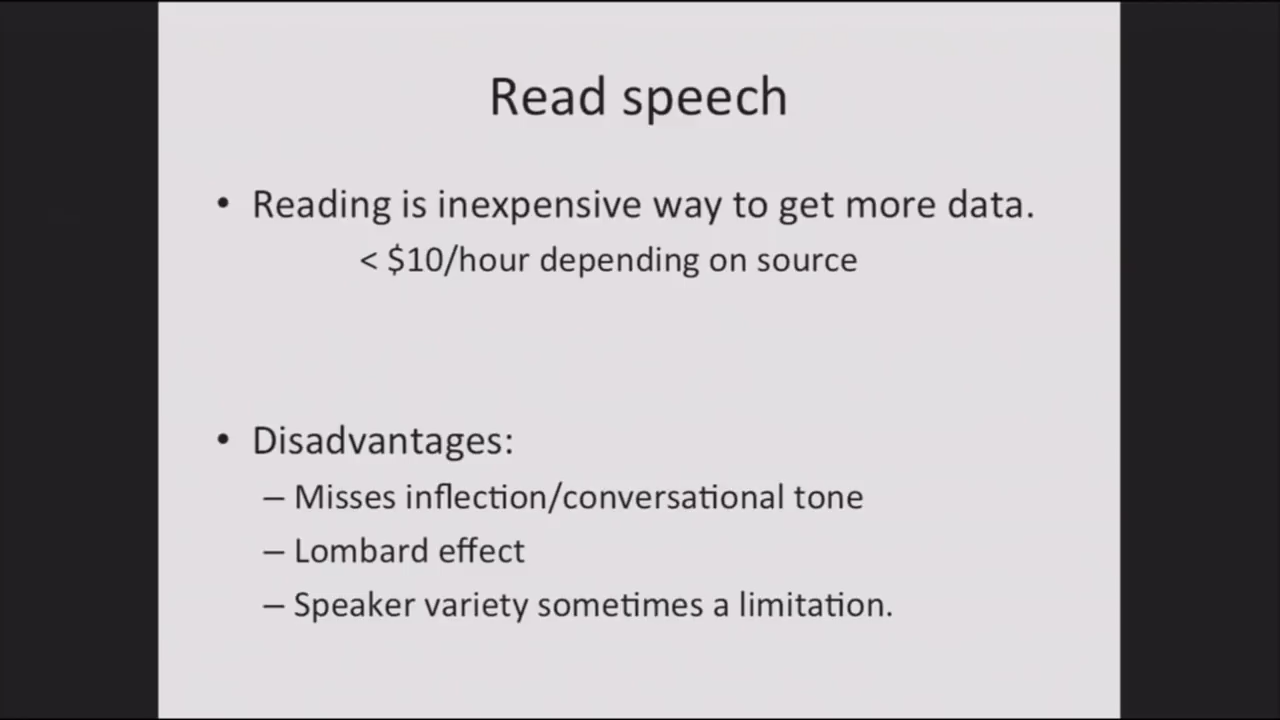 Read speech
• Reading is inexpensive way to get more data.
< $10/hour depending on source
• Disadvantages:
– Misses inflection/conversational tone
– Lombard effect
– Speaker variety sometimes a limitation.